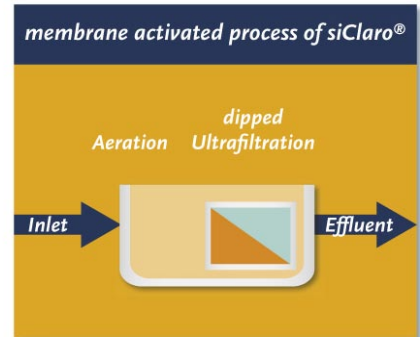 membrane activated process of siClaro®
dipped
Aeration Ultrafiltration
Inlet
Effluent